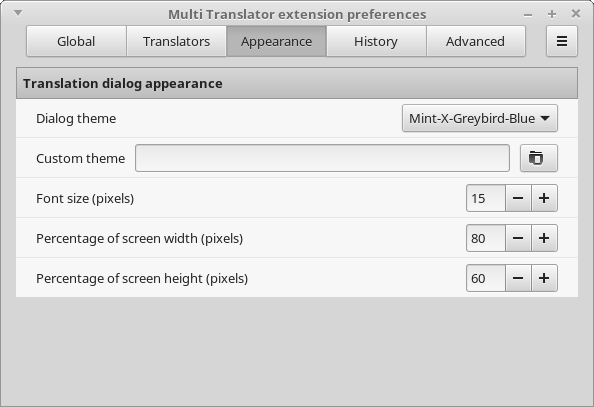 Multi Translator extension preferences
Global
Translators
Appearance
History
Advanced
Translation dialog appearance
Dialog theme
Mint-X-Greybird-Blue
Custom theme
Font size (pixels)
15
Percentage of screen width (pixels)
80
Percentage of screen height (pixels)
60